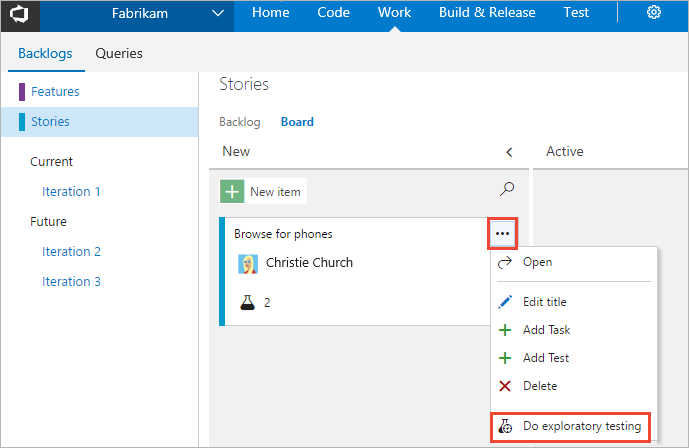 Fabrikam Home Code Work Build & Release Test
Backlogs Queries
Features
Stories
Current
Iteration 1
Future
Iteration 2
Iteration 3
Stories
Backlog Board
New Active
New item
Browse for phones
Christie Church
2
Open
Edit title
Add Task
Add Test
Delete
Do exploratory testing